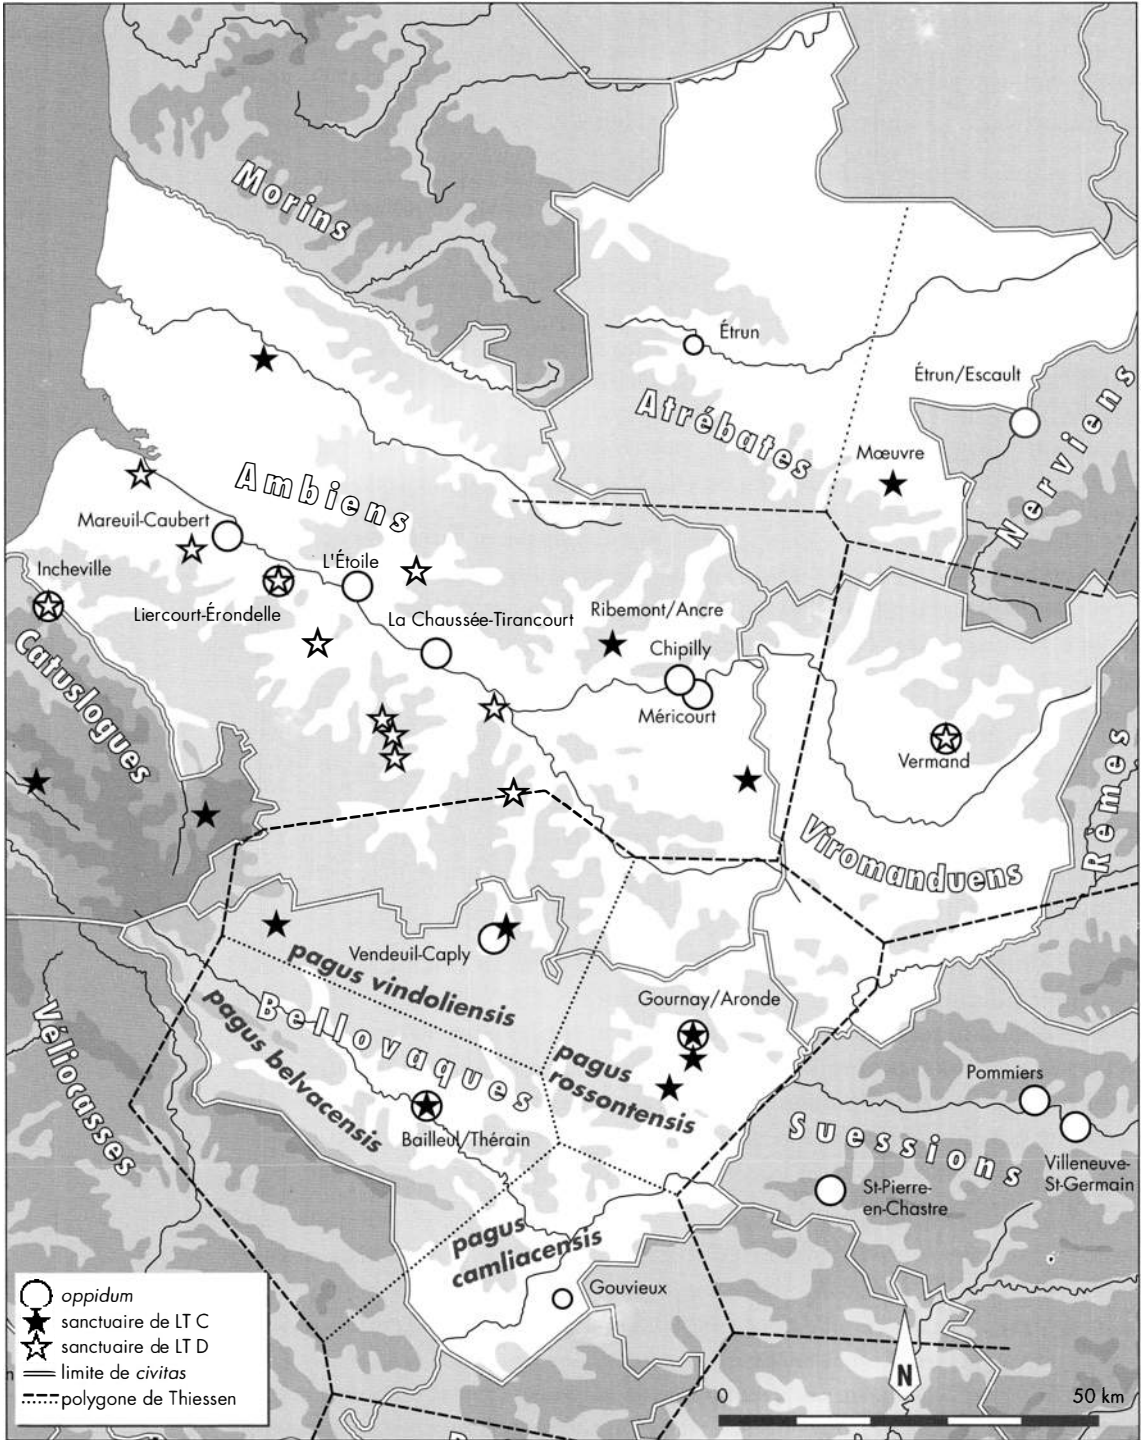 Morins
Étrun
Étrun/Escault
Atrébates
Nerviens
Mœuvre
Ambiens
Mareuil-Caubert
L'Étoile
Incheville
Liercourt-Érondelle
La Chaussée-Tirancourt
Ribemont/Ancre
Chipilly
Méricourt
Catuslogues
Vermand
Rèmes
Viromanduens
Vendeuil-Caply
pagus vindoliensis
Gournay/Aronde
Véliocasses
Bellovaques
pagus belvacensis
pagus
rossontensis
Bailleul/Thérain
Pommiers
Suessions
Villeneuve-
St-Germain
St-Pierre-
en-Chastre
pagus
camliacensis
Gouvieux
oppidum
sanctuaire de LT C
sanctuaire de LT D
limite de civitas
polygone de Thiessen
N
0 50 km